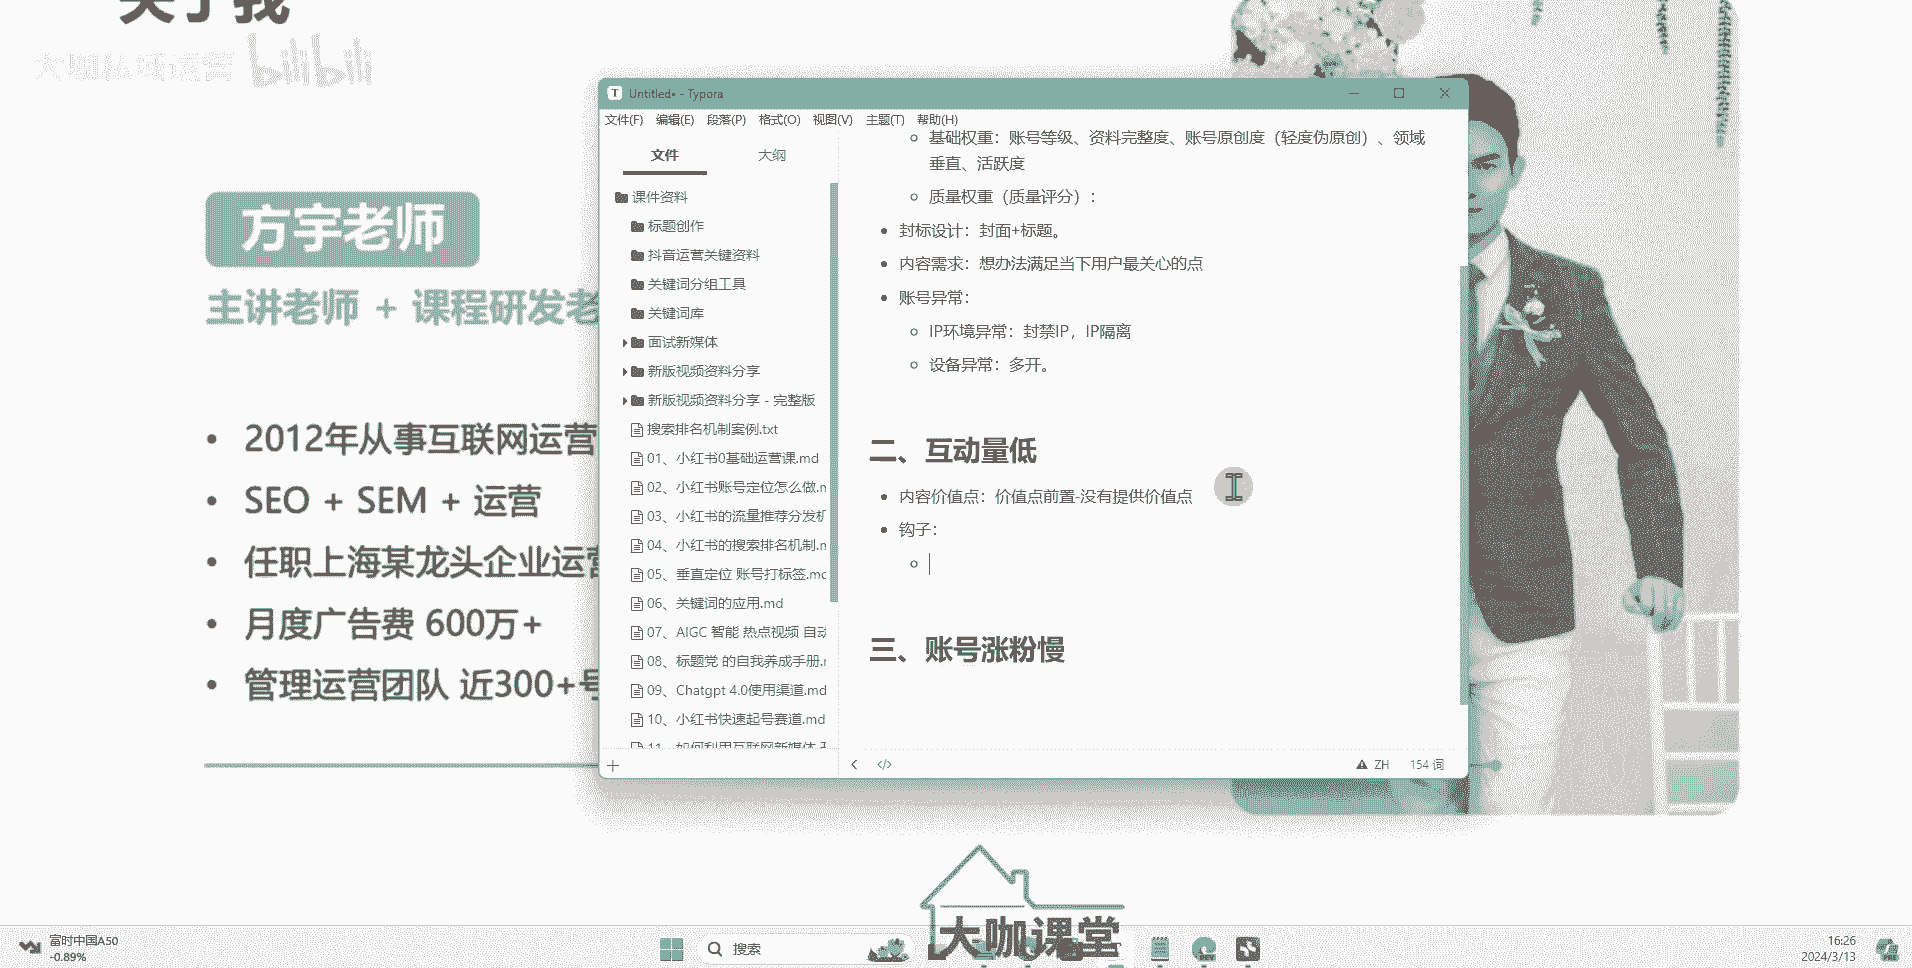 关于我
大咖私域运营 bilibili
方宇老师
主讲老师 + 课程研发老
2012年从事互联网运营
SEO + SEM + 运营
任职上海某龙头企业运营
月度广告费 600万+
管理运营团队 近300+号
Untitled• - Typora
文件(F) 编辑(E) 段落(P) 格式(O) 视图(V) 主题(T) 帮助(H)
文件 大纲
课件资料
标题创作
抖音运营关键资料
关键词分组工具
关键词库
面试新媒体
新版视频资料分享
新版视频资料分享 - 完整版
搜索排名机制案例.txt
01、小红书0基础运营课.md
02、小红书账号定位怎么做.m
03、小红书的流量推荐分发机
04、小红书的搜索排名机制.m
05、垂直定位 账号打标签.mc
06、关键词的应用.md
07、AIGC 智能 热点视频 自动
08、标题党 的自我养成手册.r
09、Chatgpt 4.0使用渠道.md
10、小红书快速起号赛道.md
11、如何利用互联网新媒体
基础权重：账号等级、资料完整度、账号原创度（轻度伪原创）、领域
垂直、活跃度
质量权重（质量评分）：
封标设计：封面+标题。
内容需求：想办法满足当下用户最关心的点
账号异常：
IP环境异常：封禁IP，IP隔离
设备异常：多开。
二、互动量低
内容价值点：价值点前置-没有提供价值点
钩子：
三、账号涨粉慢
ZH 154 词
大咖课堂
富时中国A50
-0.89%
搜索
16:26
2024/3/13